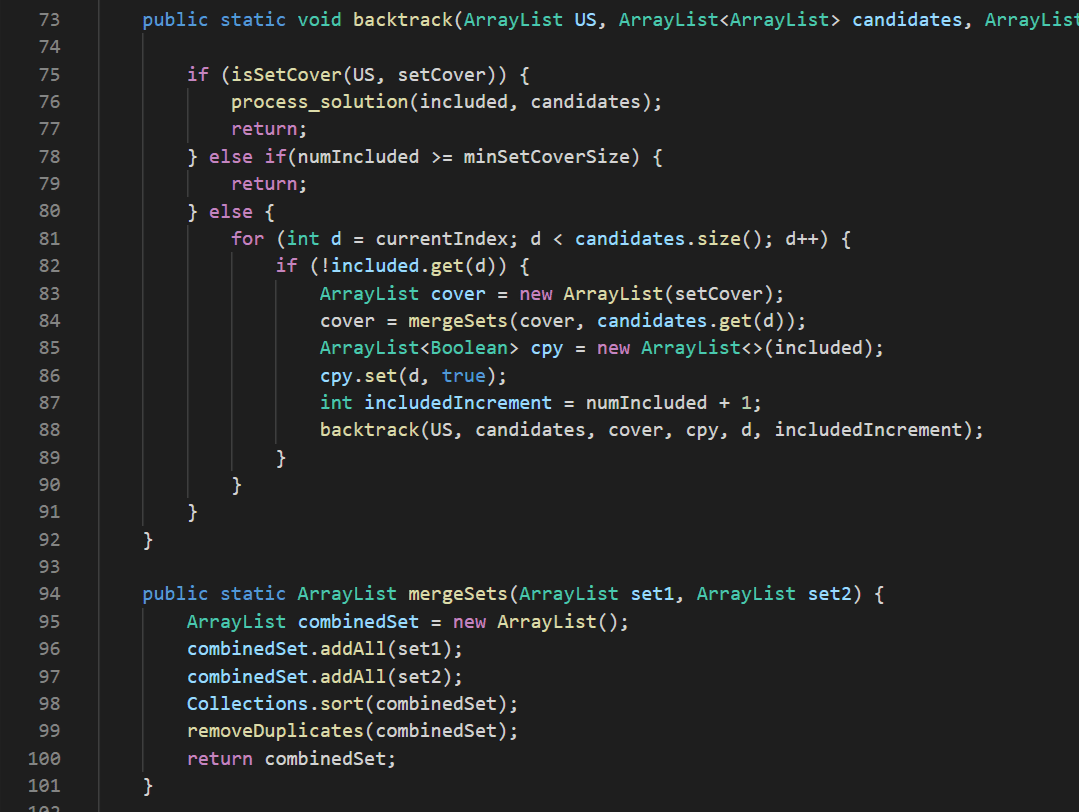 73 public static void backtrack(ArrayList US, ArrayList<ArrayList> candidates, ArrayList
74
75 if (isSetCover(US, setCover)) {
76 process_solution(included, candidates);
77 return;
78 } else if(numIncluded >= minSetCoverSize) {
79 return;
80 } else {
81 for (int d = currentIndex; d < candidates.size(); d++) {
82 if (!included.get(d)) {
83 ArrayList cover = new ArrayList(setCover);
84 cover = mergeSets(cover, candidates.get(d));
85 ArrayList<Boolean> cpy = new ArrayList<>(included);
86 cpy.set(d, true);
87 int includedIncrement = numIncluded + 1;
88 backtrack(US, candidates, cover, cpy, d, includedIncrement);
89 }
90 }
91 }
92 }
93
94 public static ArrayList mergeSets(ArrayList set1, ArrayList set2) {
95 ArrayList combinedSet = new ArrayList();
96 combinedSet.addAll(set1);
97 combinedSet.addAll(set2);
98 Collections.sort(combinedSet);
99 removeDuplicates(combinedSet);
100 return combinedSet;
101 }
102